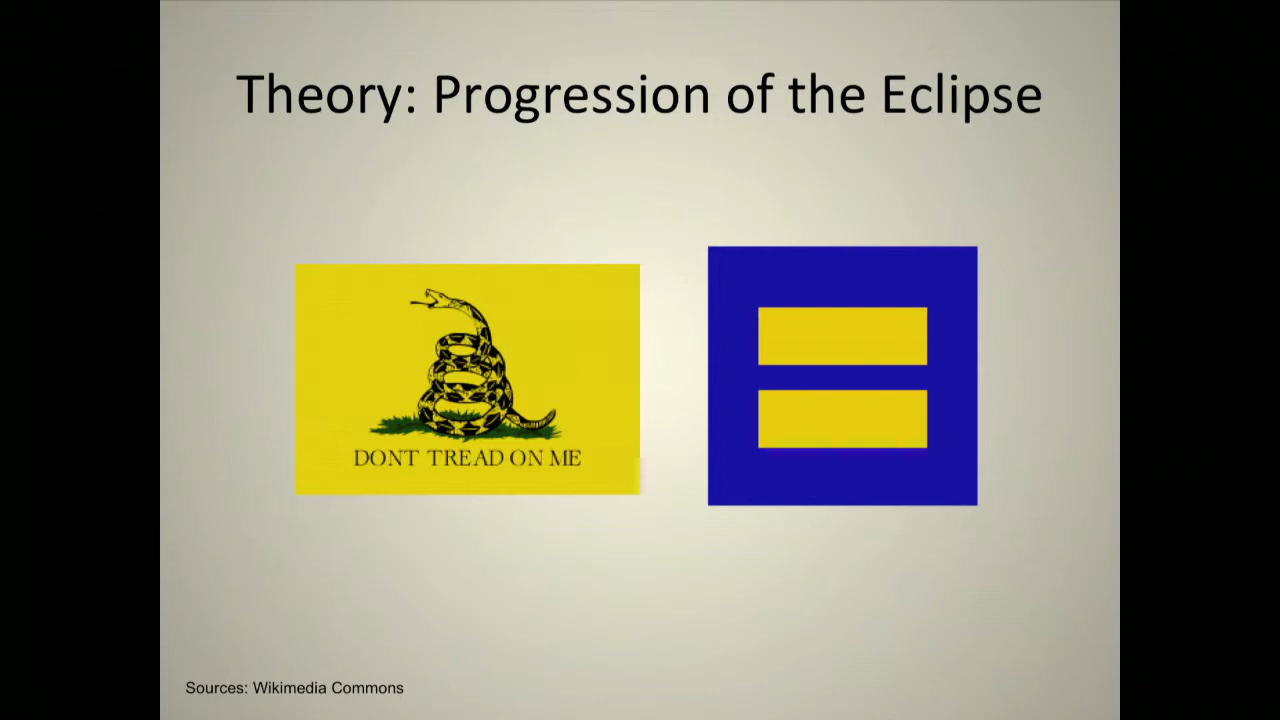 Theory: Progression of the Eclipse
DONT TREAD ON ME
Sources: Wikimedia Commons